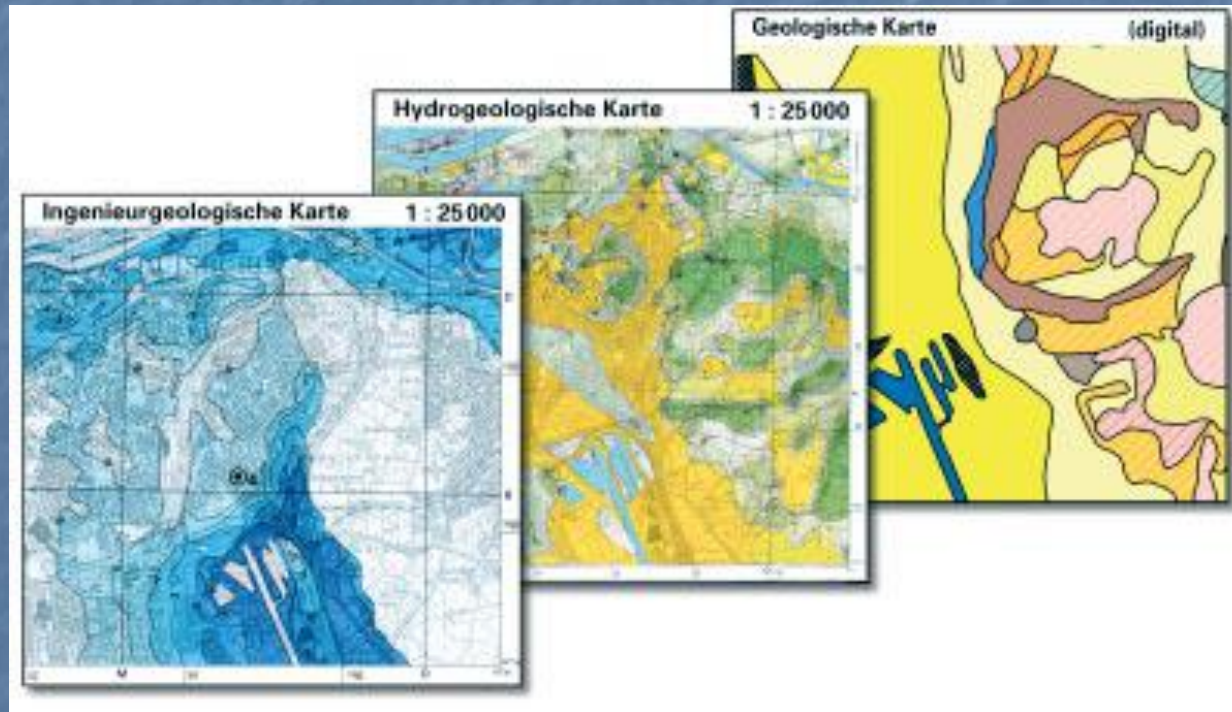 Geologische Karte (digital)
Hydrogeologische Karte 1 : 25 000
Ingenieurgeologische Karte 1 : 25 000